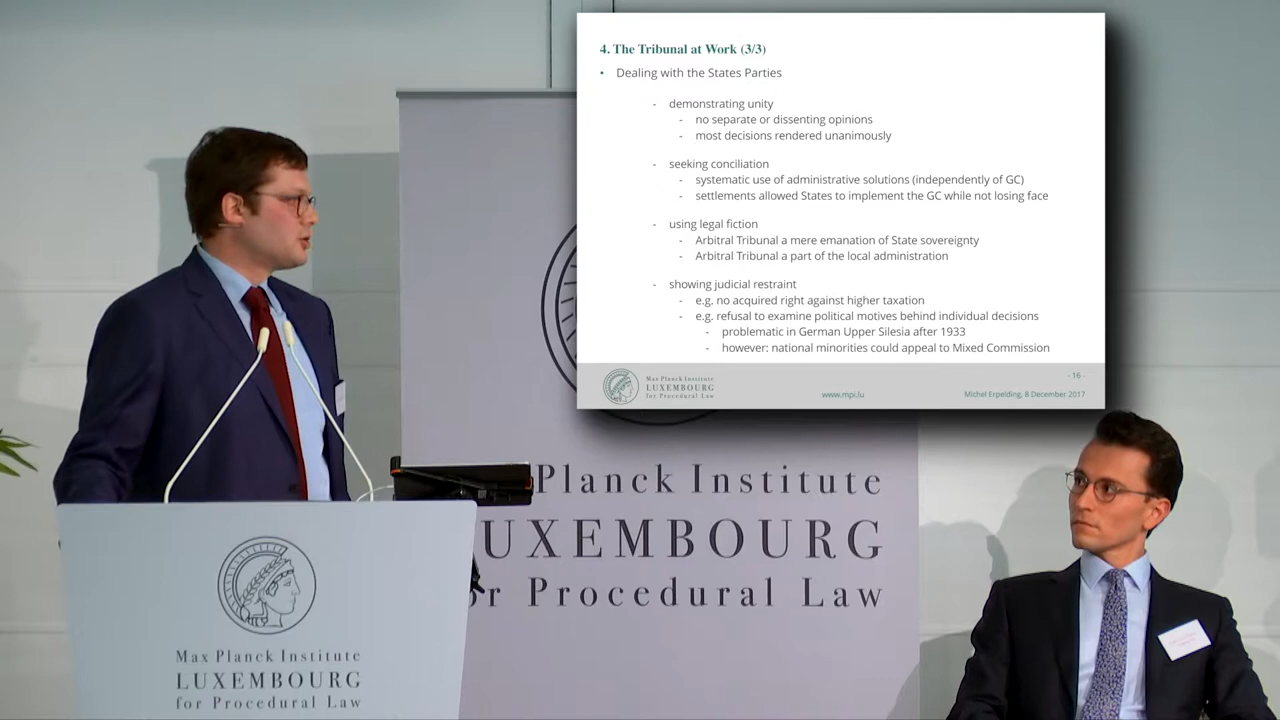 4. The Tribunal at Work (3/3)
• Dealing with the States Parties
- demonstrating unity
- no separate or dissenting opinions
- most decisions rendered unanimously
- seeking conciliation
- systematic use of administrative solutions (independently of GC)
- settlements allowed States to implement the GC while not losing face
- using legal fiction
- Arbitral Tribunal a mere emanation of State sovereignty
- Arbitral Tribunal a part of the local administration
- showing judicial restraint
- e.g. no acquired right against higher taxation
- e.g. refusal to examine political motives behind individual decisions
- problematic in German Upper Silesia after 1933
- however: national minorities could appeal to Mixed Commission
Max Planck Institute
LUXEMBOURG
for Procedural Law
www.mpi.lu
- 16 -
Michel Erpelding, 8 December 2017
Planck Institute
UXEMBOURG
or Procedural Law
Max Planck Institute
LUXEMBOURG
for Procedural Law